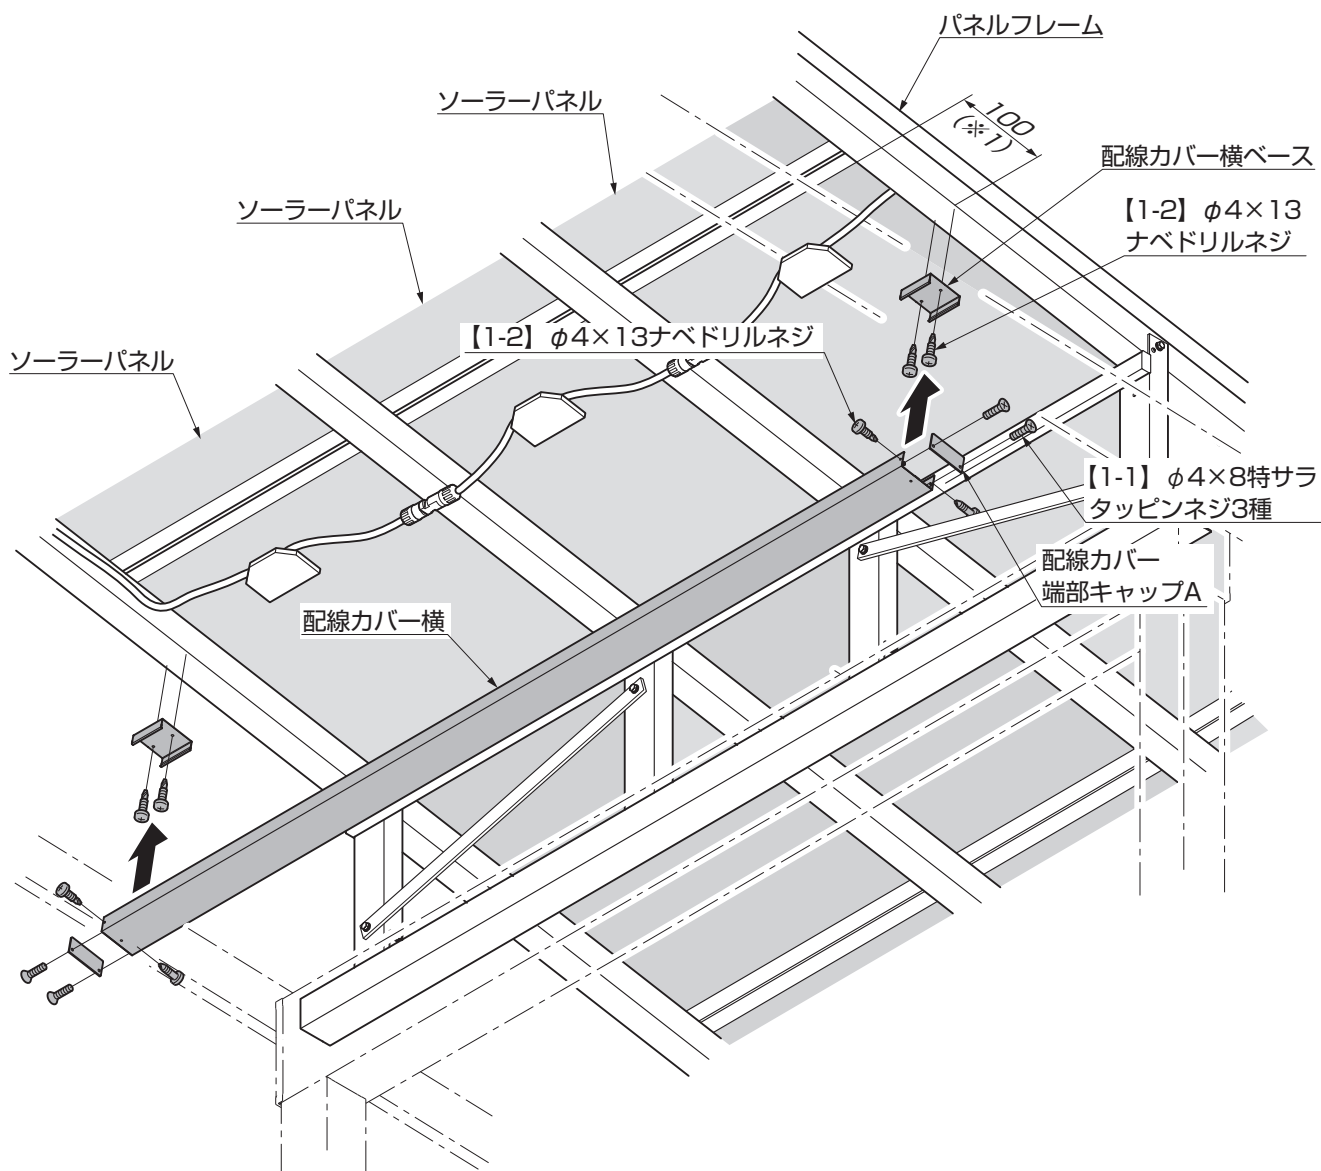 パネルフレーム
ソーラーパネル
100
(※1)
配線カバー横ベース
ソーラーパネル
【1-2】φ4×13
ナベドリルネジ
【1-2】φ4×13ナベドリルネジ
ソーラーパネル
【1-1】φ4×8特サラ
タッピンネジ3種
配線カバー
端部キャップA
配線カバー横